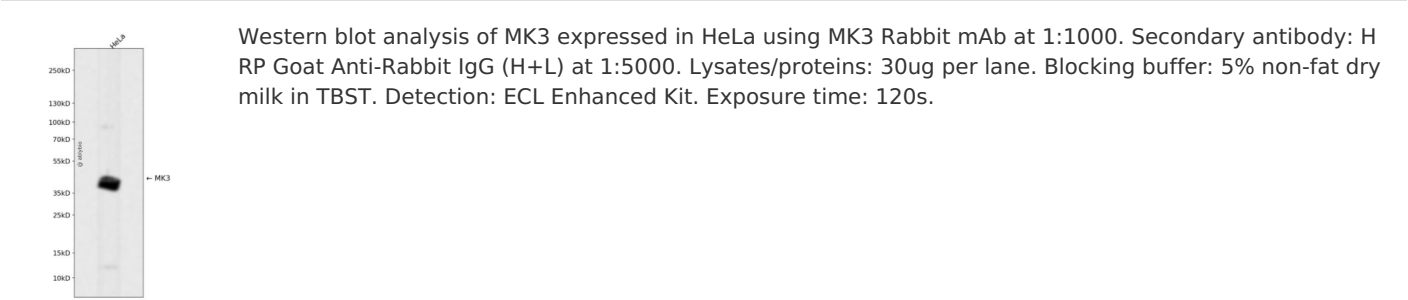 HeLa
Western blot analysis of MK3 expressed in HeLa using MK3 Rabbit mAb at 1:1000. Secondary antibody: H
RP Goat Anti-Rabbit IgG (H+L) at 1:5000. Lysates/proteins: 30ug per lane. Blocking buffer: 5% non-fat dry
milk in TBST. Detection: ECL Enhanced Kit. Exposure time: 120s.
250kD
130kD
100kD
70kD
55kD
← MK3
35kD
25kD
15kD
10kD